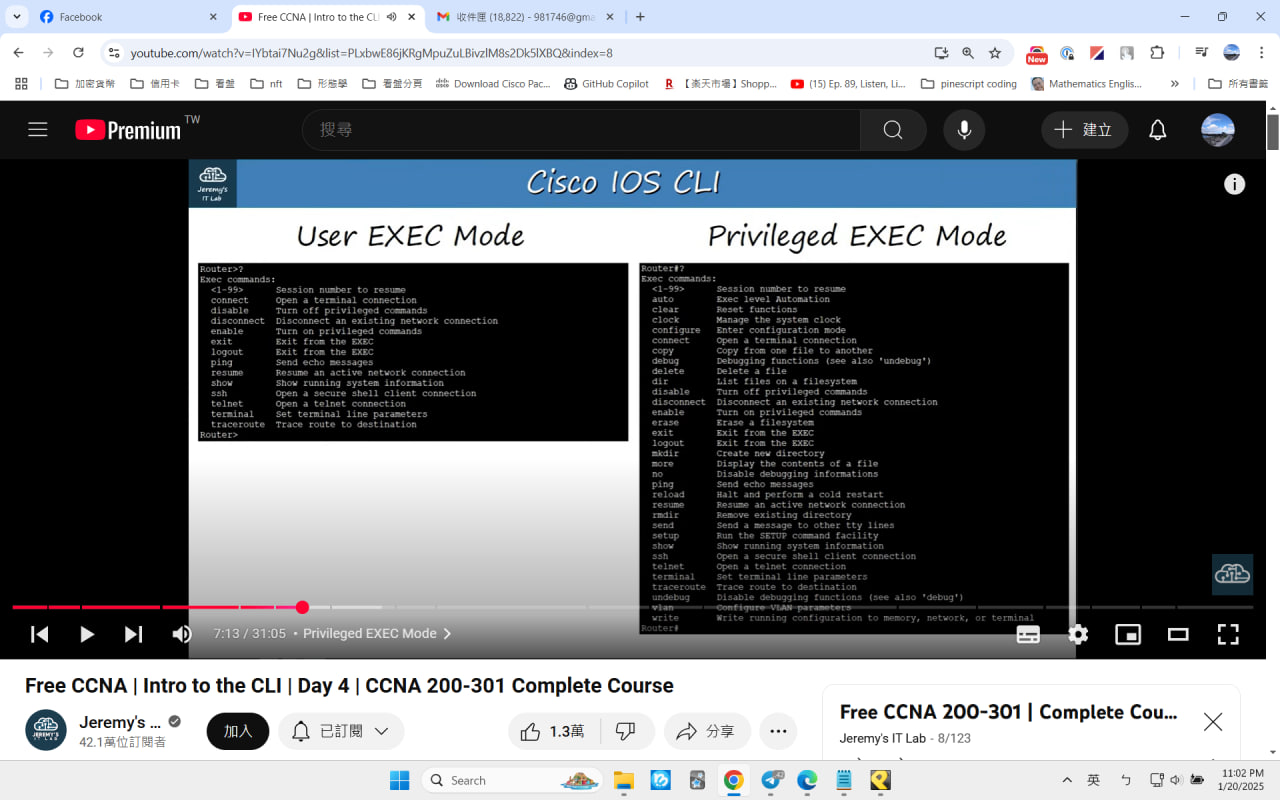 Facebook
Free CCNA | Intro to the CLI
收件匣 (18,822) - 981746@gma
youtube.com/watch?v=IYbtai7Nu2g&list=PLxbwE86jKRgMpuZuLBivzlM8s2Dk5lXBQ&index=8
New
加密貨幣
信用卡
看盤
nft
形態學
看盤分頁
Download Cisco Pac...
GitHub Copilot
【楽天市場】Shopp...
(15) Ep. 89, Listen, Li...
pinescript coding
Mathematics Englis...
所有書籤
Premium TW
搜尋
建立
Jeremy's
IT Lab
Cisco IOS CLI
User EXEC Mode
Router>?
Exec commands:
<1-99> Session number to resume
connect Open a terminal connection
disable Turn off privileged commands
disconnect Disconnect an existing network connection
enable Turn on privileged commands
exit Exit from the EXEC
logout Exit from the EXEC
ping Send echo messages
resume Resume an active network connection
show Show running system information
ssh Open a secure shell client connection
telnet Open a telnet connection
terminal Set terminal line parameters
traceroute Trace route to destination
Router>
Privileged EXEC Mode
Router#?
Exec commands:
<1-99> Session number to resume
auto Exec level Automation
clear Reset functions
clock Manage the system clock
configure Enter configuration mode
connect Open a terminal connection
copy Copy from one file to another
debug Debugging functions (see also 'undebug')
delete Delete a file
dir List files on a filesystem
disable Turn off privileged commands
disconnect Disconnect an existing network connection
enable Turn on privileged commands
erase Erase a filesystem
exit Exit from the EXEC
logout Exit from the EXEC
mkdir Create new directory
more Display the contents of a file
no Disable debugging informations
ping Send echo messages
reload Halt and perform a cold restart
resume Resume an active network connection
rmdir Remove existing directory
send Send a message to other tty lines
setup Run the SETUP command facility
show Show running system information
ssh Open a secure shell client connection
telnet Open a telnet connection
terminal Set terminal line parameters
traceroute Trace route to destination
undebug Disable debugging functions (see also 'debug')
vlan Configure VLAN parameters
write Write running configuration to memory, network, or terminal
Router#
7:13 / 31:05 • Privileged EXEC Mode
Free CCNA | Intro to the CLI | Day 4 | CCNA 200-301 Complete Course
JEREMY'S
IT LAB
Jeremy's ...
42.1萬位訂閱者
加入
已訂閱
1.3萬
分享
Free CCNA 200-301 | Complete Cou...
Jeremy's IT Lab - 8/123
Search
英
ㄅ
11:02 PM
1/20/2025